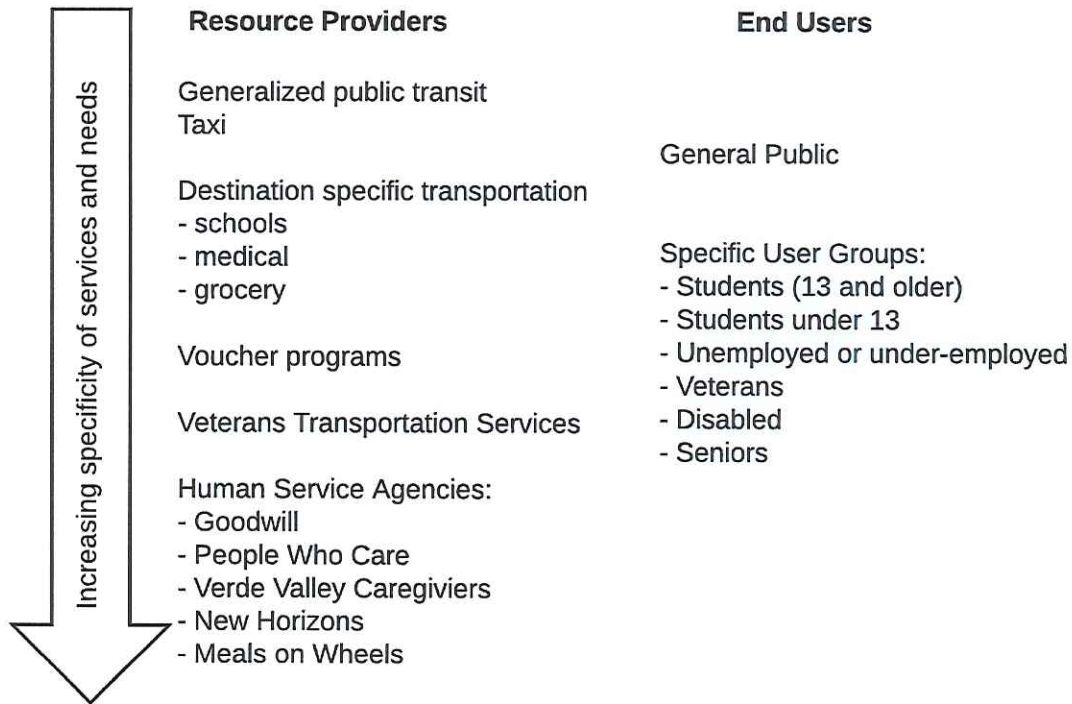 Increasing specificity of services and needs
Resource Providers
Generalized public transit
Taxi
Destination specific transportation
- schools
- medical
- grocery
Voucher programs
Veterans Transportation Services
Human Service Agencies:
- Goodwill
- People Who Care
- Verde Valley Caregiviers
- New Horizons
- Meals on Wheels
End Users
General Public
Specific User Groups:
- Students (13 and older)
- Students under 13
- Unemployed or under-employed
- Veterans
- Disabled
- Seniors